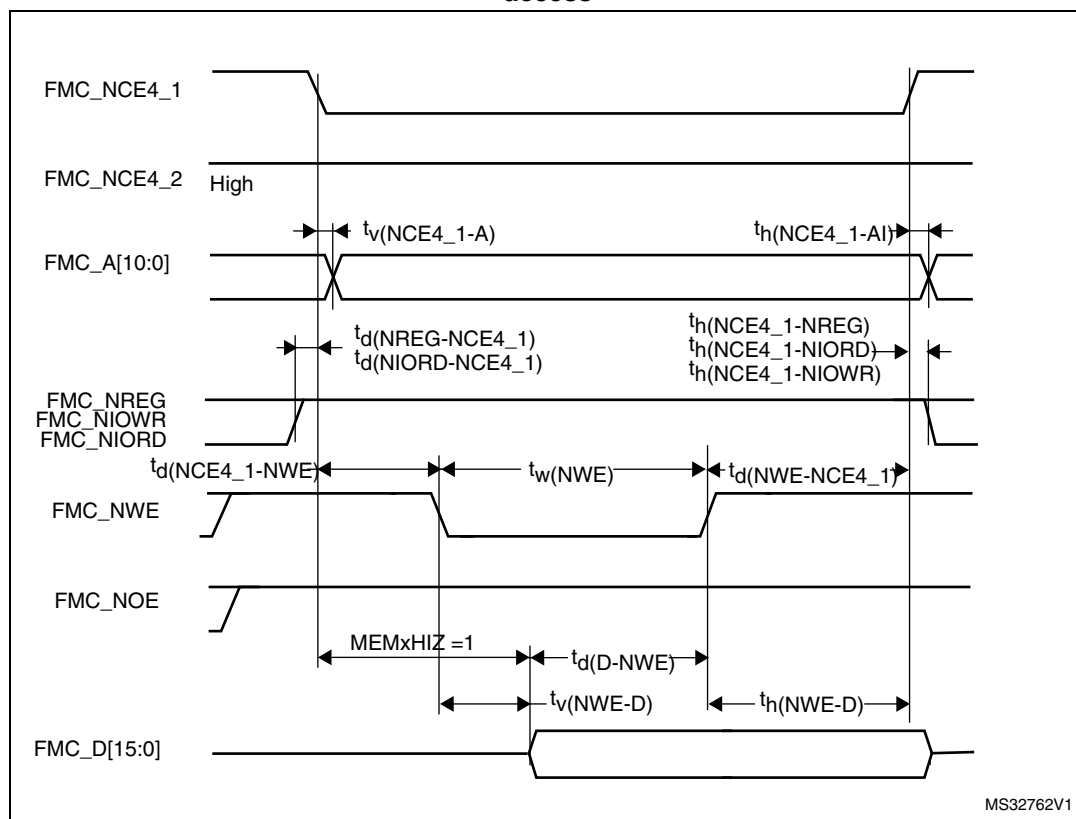 FMC_NCE4_1
FMC_NCE4_2
High
tv(NCE4_1-A)
th(NCE4_1-AI)
FMC_A[10:0]
td(NREG-NCE4_1)
td(NIORD-NCE4_1)
th(NCE4_1-NREG)
th(NCE4_1-NIORD)
th(NCE4_1-NIOWR)
FMC_NREG
FMC_NIOWR
FMC_NIORD
td(NCE4_1-NWE)
tw(NWE)
td(NWE-NCE4_1)
FMC_NWE
FMC_NOE
MEMxHIZ =1
td(D-NWE)
tv(NWE-D)
th(NWE-D)
FMC_D[15:0]
MS32762V1